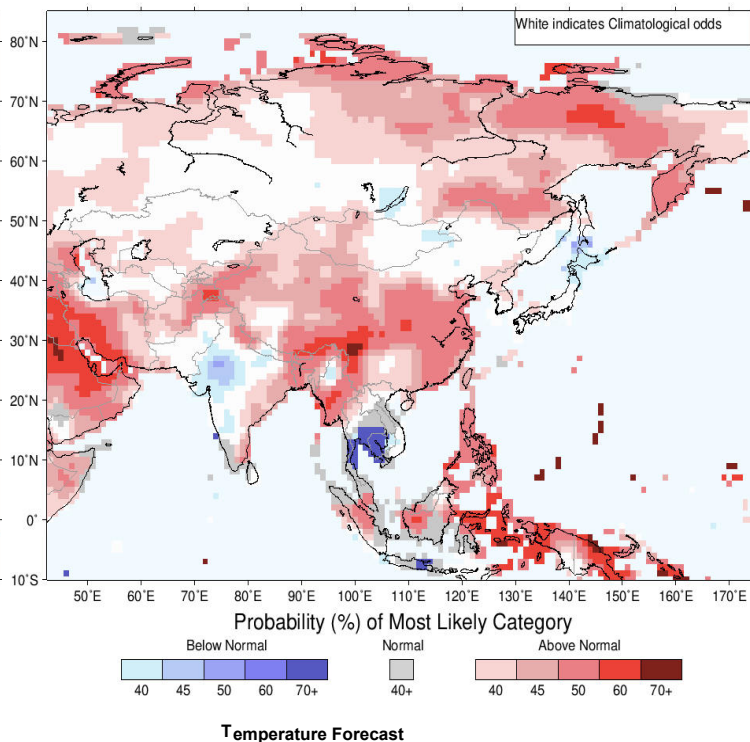 White indicates Climatological odds
80°N
70°N
60°N
50°N
40°N
30°N
20°N
10°N
0°
10°S
50°E 60°E 70°E 80°E 90°E 100°E 110°E 120°E 130°E 140°E 150°E 160°E 170°E
Probability (%) of Most Likely Category
Below Normal Normal Above Normal
40 45 50 60 70+ 40+ 40 45 50 60 70+
Temperature Forecast